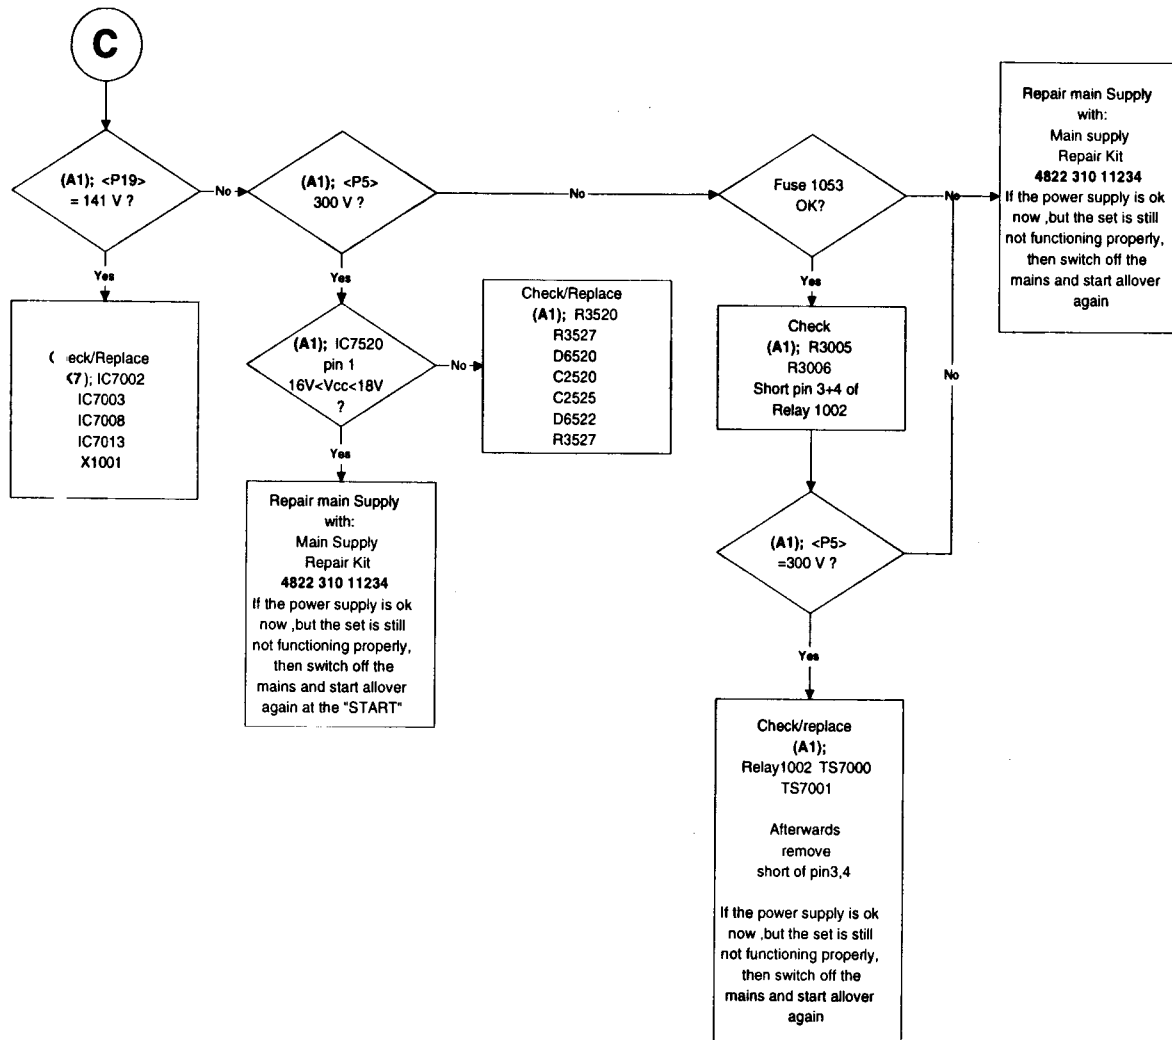 C
(A1); <P19>
= 141 V ?
No
Yes
(A1); <P5>
300 V ?
No
Yes
Fuse 1053
OK?
No
Yes
Repair main Supply
with:
Main supply
Repair Kit
4822 310 11234
If the power supply is ok
now ,but the set is still
not functioning properly,
then switch off the
mains and start allover
again
eck/Replace
7); IC7002
IC7003
IC7008
IC7013
X1001
(A1); IC7520
pin 1
16V<Vcc<18V
?
No
Yes
Check/Replace
(A1); R3520
R3527
D6520
C2520
C2525
D6522
R3527
Check
(A1); R3005
R3006
Short pin 3+4 of
Relay 1002
No
Repair main Supply
with:
Main Supply
Repair Kit
4822 310 11234
If the power supply is ok
now ,but the set is still
not functioning properly,
then switch off the
mains and start allover
again at the "START"
(A1); <P5>
=300 V ?
Yes
Check/replace
(A1);
Relay1002 TS7000
TS7001
Afterwards
remove
short of pin3,4
If the power supply is ok
now ,but the set is still
not functioning properly,
then switch off the
mains and start allover
again